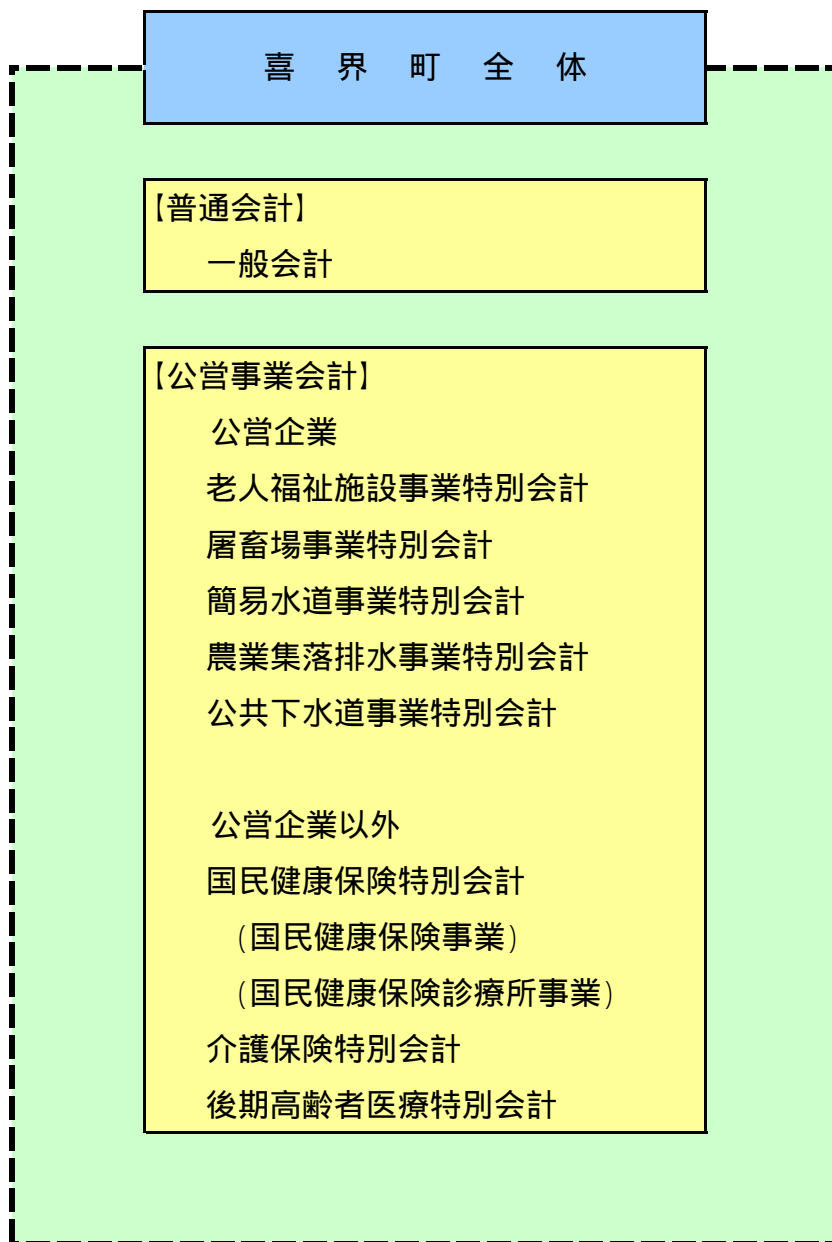 喜界町全体
【普通会計】
一般会計
【公営事業会計】
公営企業
老人福祉施設事業特別会計
屠畜場事業特別会計
簡易水道事業特別会計
農業集落排水事業特別会計
公共下水道事業特別会計
公営企業以外
国民健康保険特別会計
(国民健康保険事業)
(国民健康保険診療所事業)
介護保険特別会計
後期高齢者医療特別会計